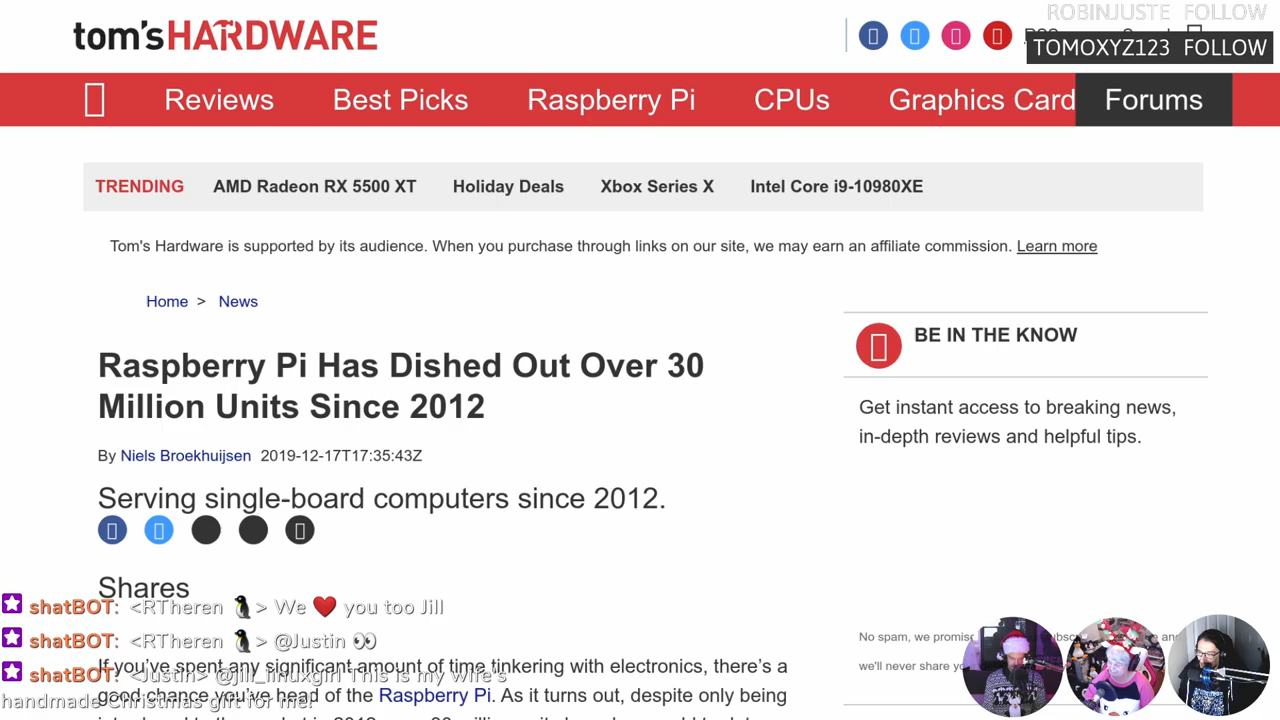 tom'sHARDWARE
ROBINJUSTE FOLLOW
TOMOXYZ123 FOLLOW
Reviews Best Picks Raspberry Pi CPUs Graphics Card Forums
TRENDING AMD Radeon RX 5500 XT Holiday Deals Xbox Series X Intel Core i9-10980XE
Tom's Hardware is supported by its audience. When you purchase through links on our site, we may earn an affiliate commission. Learn more
Home > News
Raspberry Pi Has Dished Out Over 30
Million Units Since 2012
By Niels Broekhuijsen 2019-12-17T17:35:43Z
Serving single-board computers since 2012.
Shares
BE IN THE KNOW
Get instant access to breaking news,
in-depth reviews and helpful tips.
No spam, we promise
we'll never share
shatBOT: <RTheren 🐧> We ❤️ you too Jill
shatBOT: <RTheren 🐧> @Justin 👀
shatBOT: <Justin> @jill_linuxgirl This is my wife's
handmade Christmas gift for me!
If you've spent any significant amount of time tinkering with electronics, there's a
good chance you've head of the Raspberry Pi. As it turns out, despite only being